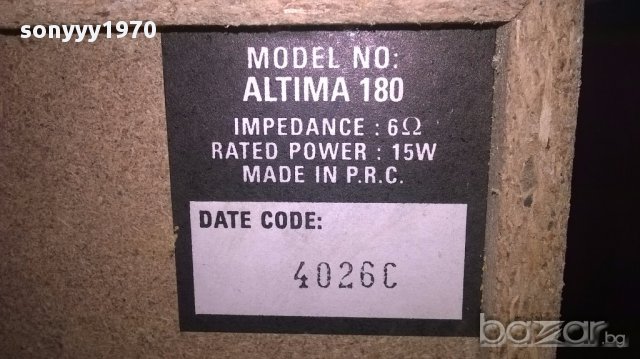 sonyyy1970
MODEL NO:
ALTIMA 180
IMPEDANCE : 6Ω
RATED POWER : 15W
MADE IN P.R.C.
DATE CODE:
4026C
bazar.bg